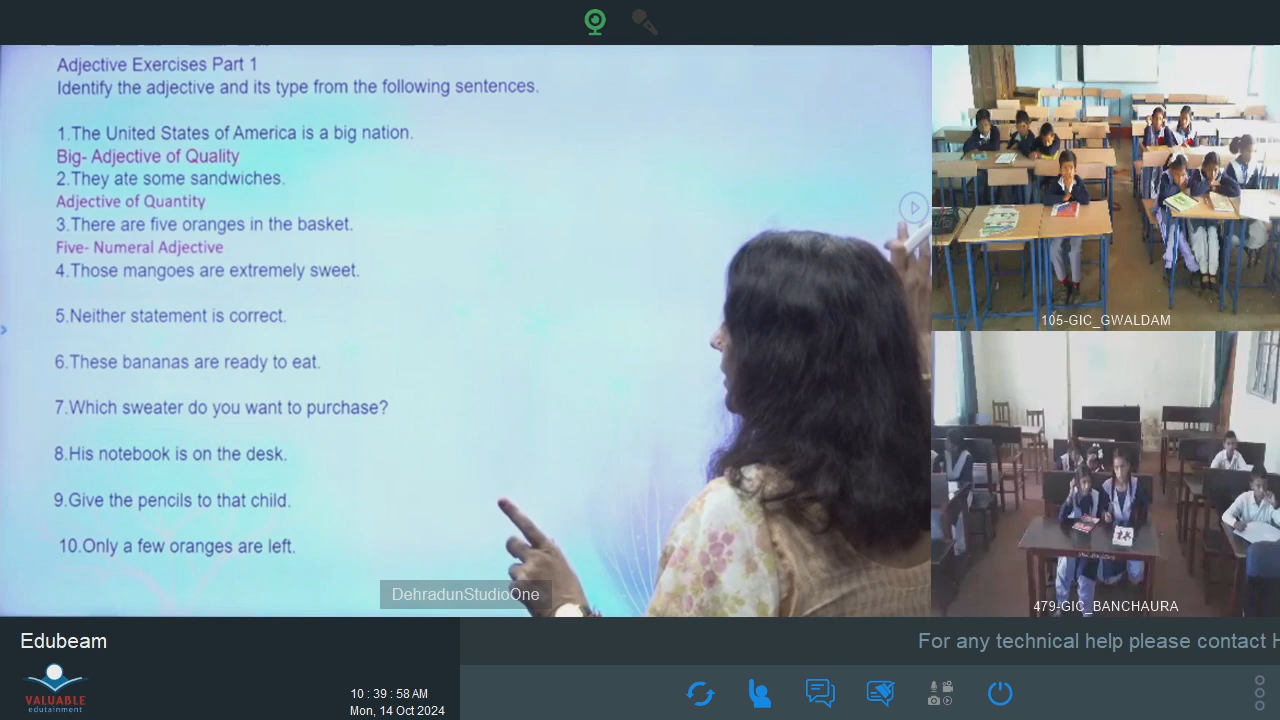 Adjective Exercises Part 1
Identify the adjective and its type from the following sentences.
1.The United States of America is a big nation.
Big- Adjective of Quality
2.They ate some sandwiches.
Adjective of Quantity
3.There are five oranges in the basket.
Five- Numeral Adjective
4.Those mangoes are extremely sweet.
5.Neither statement is correct.
6.These bananas are ready to eat.
7.Which sweater do you want to purchase?
8.His notebook is on the desk.
9.Give the pencils to that child.
10.Only a few oranges are left.
DehradunStudioOne
105-GIC_GWALDAM
479-GIC_BANCHAURA
Edubeam
VALUABLE
edutainment
10 : 39 : 58 AM
Mon, 14 Oct 2024
For any technical help please contact H